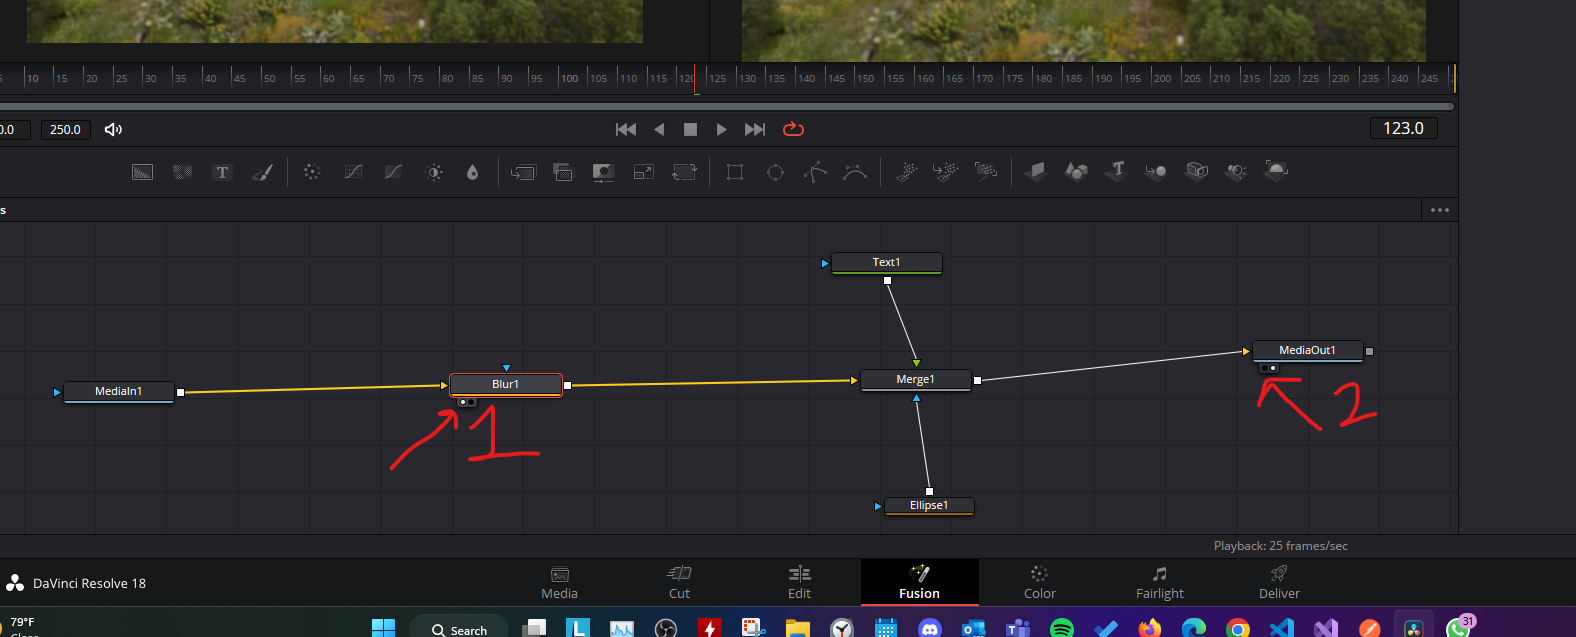 5 10 15 20 25 30 35 40 45 50 55 60 65 70 75 80 85 90 95 100 105 110 115 120 125 130 135 140 145 150 155 160 165 170 175 180 185 190 195 200 205 210 215 220 225 230 235 240 245
0.0 250.0 123.0
T
s
Text1
MediaOut1
Merge1
Blur1
MediaIn1
1
2
Ellipse1
Playback: 25 frames/sec
DaVinci Resolve 18
Media Cut Edit Fusion Color Fairlight Deliver
79°F
Search
L
31